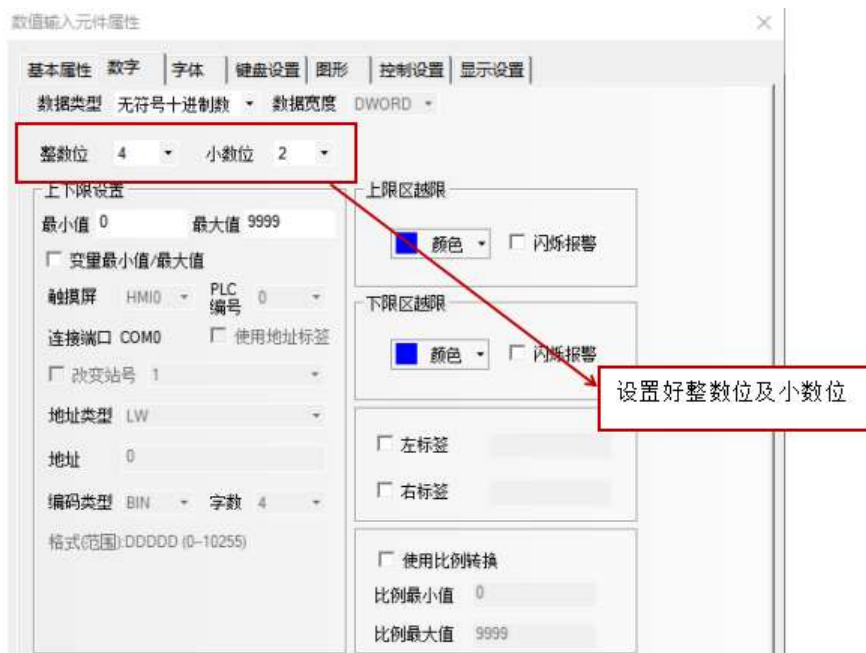 数值输入元件属性
基本属性 数字 字体 键盘设置 图形 控制设置 显示设置
数据类型 无符号十进制数 数据宽度 DWORD
整数位 4 小数位 2
上下限设置
最小值 0 最大值 9999
变量最小值/最大值
触摸屏 HMI0 PLC编号 0
连接端口 COM0 使用地址标签
改变站号 1
地址类型 LW
地址 0
编码类型 BIN 字数 4
格式(范围):DDDDD (0~10255)
上限区越限
颜色 闪烁报警
下限区越限
颜色 闪烁报警
设置好整数位及小数位
左标签
右标签
使用比例转换
比例最小值 0
比例最大值 9999